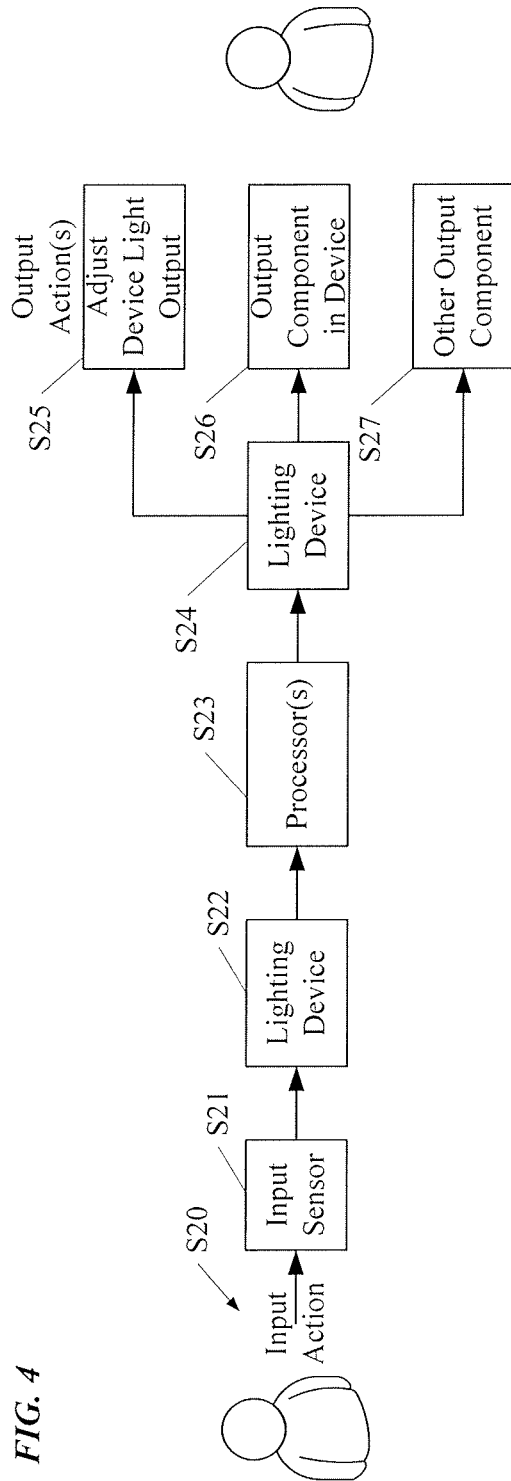 FIG. 4
S20
Input
Action
S21
Input
Sensor
S22
Lighting
Device
S23
Processor(s)
S24
Lighting
Device
Output
Action(s)
S25
Adjust
Device Light
Output
S26
Output
Component
in Device
S27
Other Output
Component